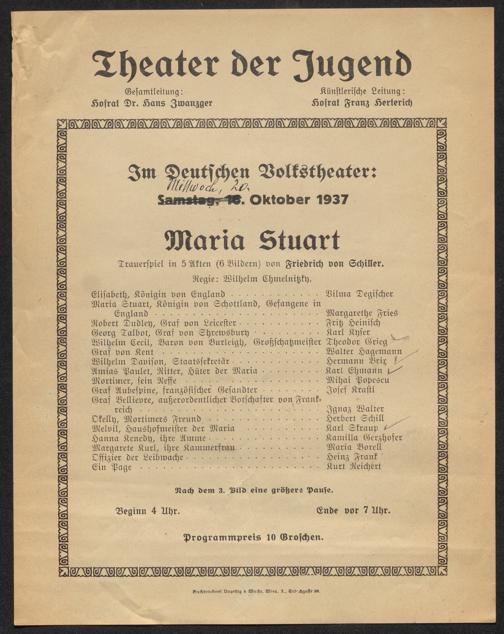 Theater der Jugend
Gesamtleitung: Künstlerische Leitung:
Hofrat Dr. Hans Zwanzger Hofrat Franz Herterich
Im Deutschen Volkstheater:
Mittwoch, 20.
Samstag, 16. Oktober 1937
Maria Stuart
Trauerspiel in 5 Akten (6 Bildern) von Friedrich von Schiller.
Regie: Wilhelm Chmelnitzky.
Elisabeth, Königin von England Vilma Degischer
Maria Stuart, Königin von Schottland, Gefangene in
England Margarethe Fries
Robert Dudley, Graf von Leicester Fritz Heinisch
Georg Talbot, Graf von Shrewsbury Karl Kyser
Wilhelm Cecil, Baron von Burleigh, Großschatzmeister Theodor Grieg
Graf von Kent Walter Hagemann
Wilhelm Davison, Staatssekretär Hermann Brix
Amias Paulet, Ritter, Hüter der Maria Karl Ehmann
Mortimer, sein Neffe Mihai Popescu
Graf Aubespine, französischer Gesandter Josef Krastl
Graf Bellievre, außerordentlicher Botschafter von Frank-
reich Ignaz Walter
Okelly, Mortimers Freund Herbert Schill
Melvil, Haushofmeister der Maria Karl Skraup
Hanna Kenedy, ihre Amme Kamilla Gerzhofer
Margarete Kurl, ihre Kammerfrau Maria Borell
Offizier der Leibwache Heinz Frank
Ein Page Kurt Reichert
Nach dem 3. Bild eine größere Pause.
Beginn 4 Uhr. Ende vor 7 Uhr.
Programmpreis 10 Groschen.